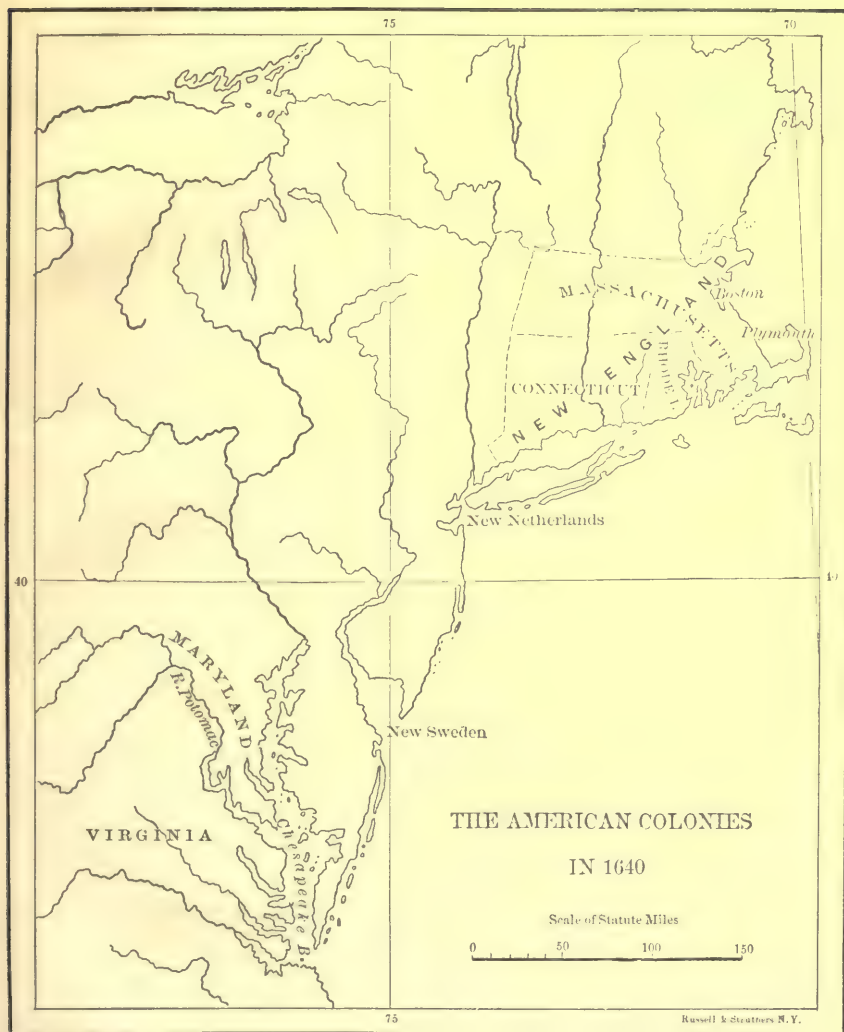 75
70
MASSACHUSETTS
Boston
Plymouth
NEW ENGLAND
RHODE I.
CONNECTICUT
New Netherlands
40
40
MARYLAND
R. Potomac
New Sweden
VIRGINIA
Chesapeake B.
THE AMERICAN COLONIES
IN 1640
Scale of Statute Miles
0 50 100 150
75
Russell & Struthers N.Y.